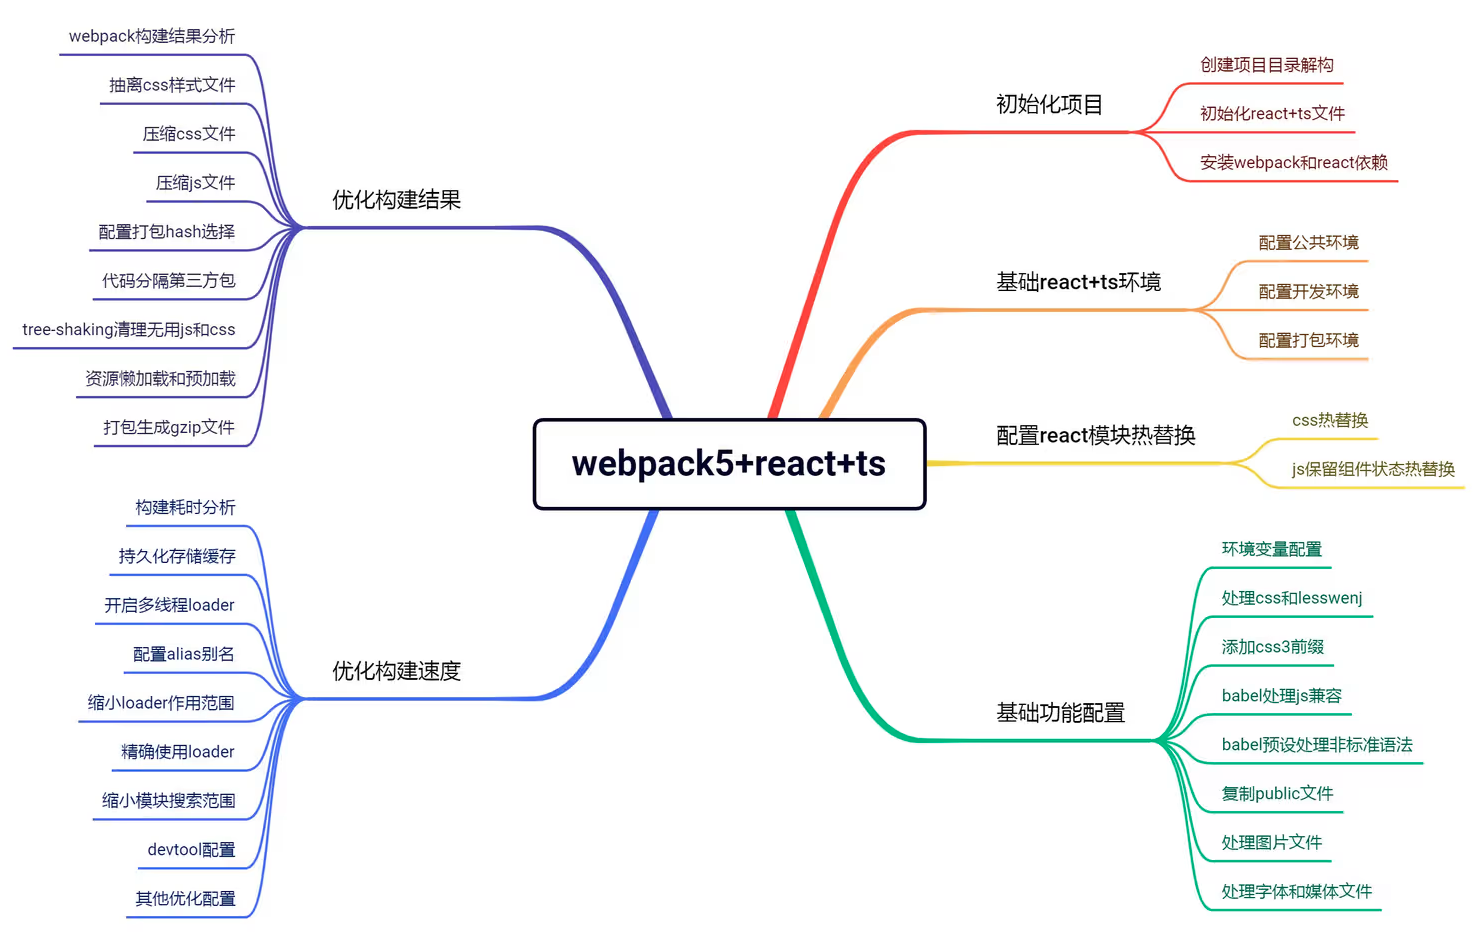 webpack5+react+ts
初始化项目
创建项目目录解构
初始化react+ts文件
安装webpack和react依赖
基础react+ts环境
配置公共环境
配置开发环境
配置打包环境
配置react模块热替换
css热替换
js保留组件状态热替换
基础功能配置
环境变量配置
处理css和lesswenj
添加css3前缀
babel处理js兼容
babel预设处理非标准语法
复制public文件
处理图片文件
处理字体和媒体文件
优化构建速度
构建耗时分析
持久化存储缓存
开启多线程loader
配置alias别名
缩小loader作用范围
精确使用loader
缩小模块搜索范围
devtool配置
其他优化配置
优化构建结果
webpack构建结果分析
抽离css样式文件
压缩css文件
压缩js文件
配置打包hash选择
代码分隔第三方包
tree-shaking清理无用js和css
资源懒加载和预加载
打包生成gzip文件